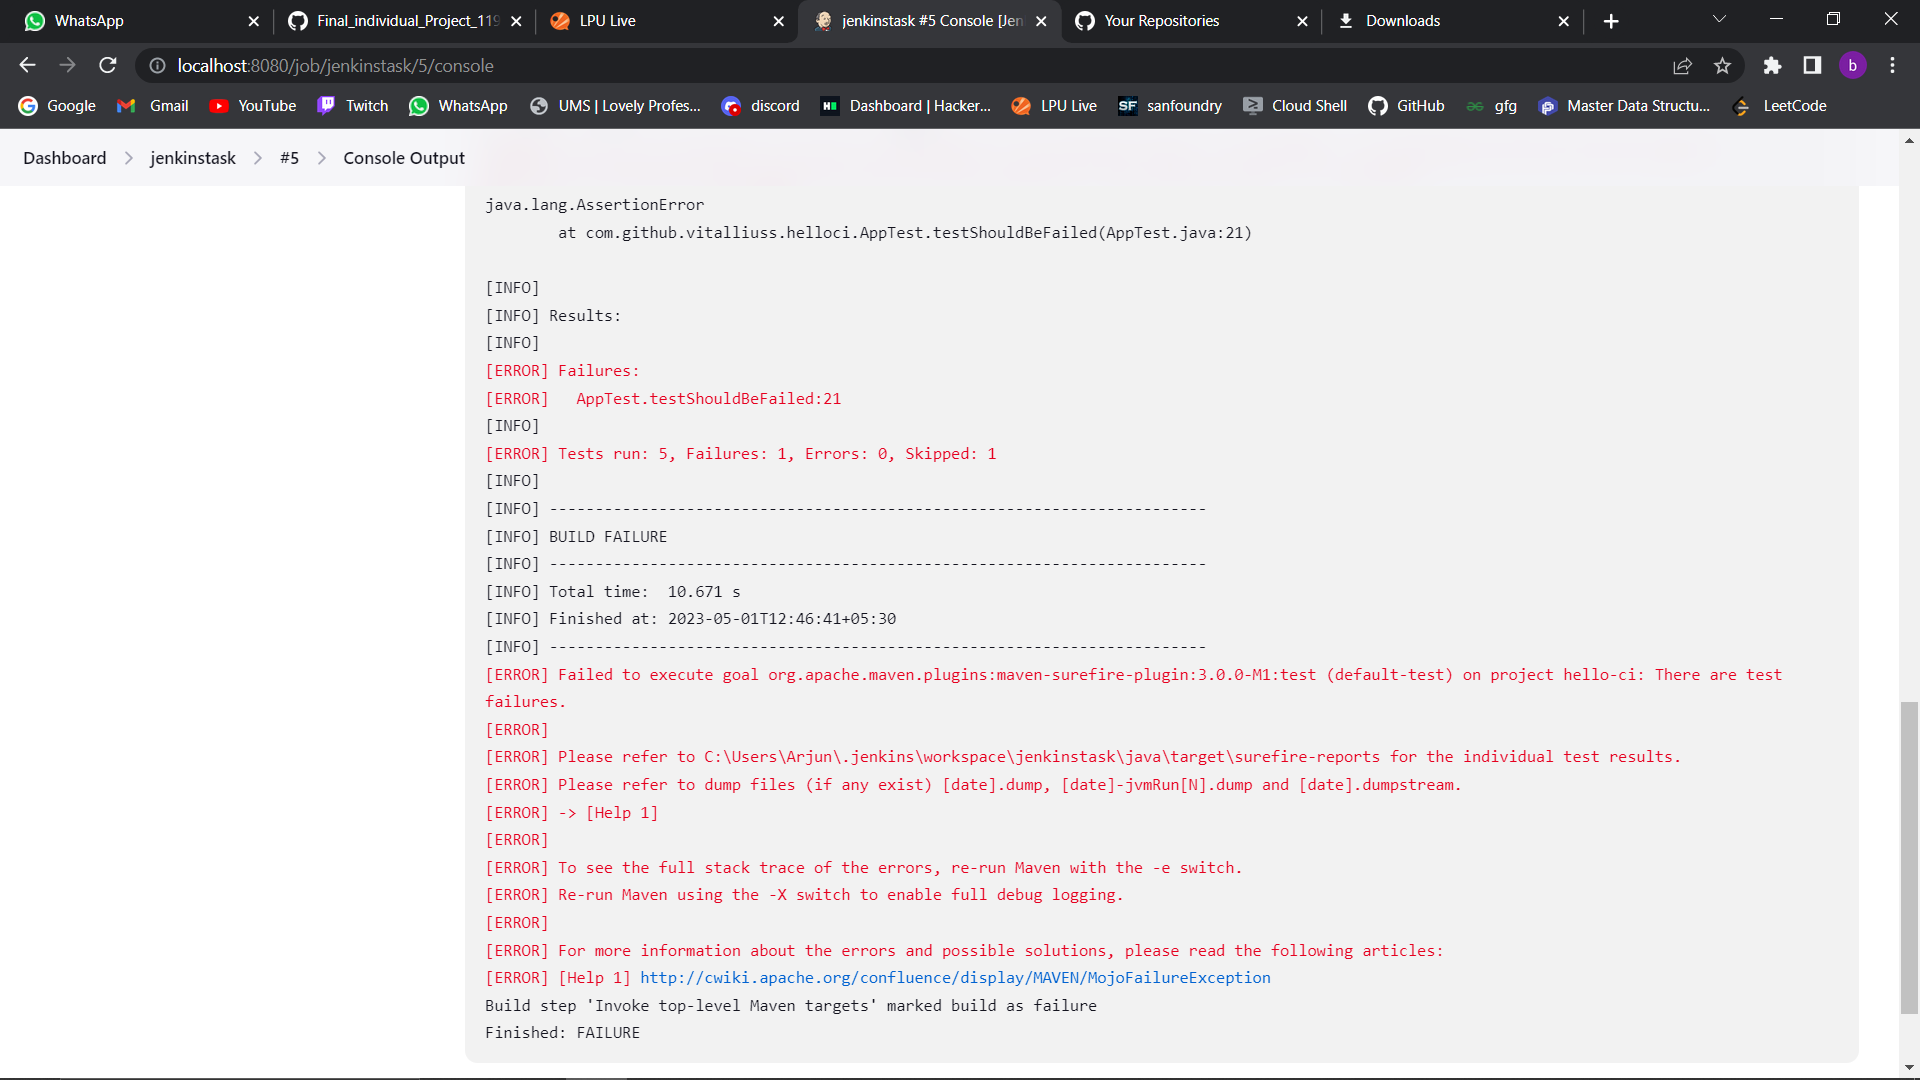 WhatsApp
Final_individual_Project_119
LPU Live
jenkinstask #5 Console [Jen
Your Repositories
Downloads
localhost:8080/job/jenkinstask/5/console
b
Google
Gmail
YouTube
Twitch
WhatsApp
UMS | Lovely Profes...
discord
Dashboard | Hacker...
LPU Live
SF sanfoundry
Cloud Shell
GitHub
gfg
Master Data Structu...
LeetCode
Dashboard
jenkinstask
#5
Console Output
java.lang.AssertionError
at com.github.vitalliuss.helloci.AppTest.testShouldBeFailed(AppTest.java:21)
[INFO]
[INFO] Results:
[INFO]
[ERROR] Failures:
[ERROR]   AppTest.testShouldBeFailed:21
[INFO]
[ERROR] Tests run: 5, Failures: 1, Errors: 0, Skipped: 1
[INFO]
[INFO] ------------------------------------------------------------------------
[INFO] BUILD FAILURE
[INFO] ------------------------------------------------------------------------
[INFO] Total time:  10.671 s
[INFO] Finished at: 2023-05-01T12:46:41+05:30
[INFO] ------------------------------------------------------------------------
[ERROR] Failed to execute goal org.apache.maven.plugins:maven-surefire-plugin:3.0.0-M1:test (default-test) on project hello-ci: There are test
failures.
[ERROR]
[ERROR] Please refer to C:\Users\Arjun\.jenkins\workspace\jenkinstask\java\target\surefire-reports for the individual test results.
[ERROR] Please refer to dump files (if any exist) [date].dump, [date]-jvmRun[N].dump and [date].dumpstream.
[ERROR] -> [Help 1]
[ERROR]
[ERROR] To see the full stack trace of the errors, re-run Maven with the -e switch.
[ERROR] Re-run Maven using the -X switch to enable full debug logging.
[ERROR]
[ERROR] For more information about the errors and possible solutions, please read the following articles:
[ERROR] [Help 1] http://cwiki.apache.org/confluence/display/MAVEN/MojoFailureException
Build step 'Invoke top-level Maven targets' marked build as failure
Finished: FAILURE